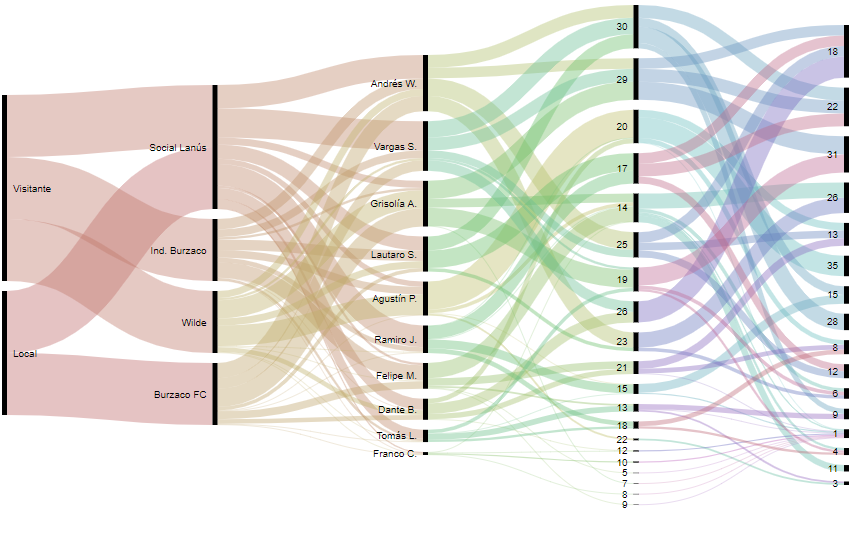 Visitante
Local
Social Lanús
Ind. Burzaco
Wilde
Burzaco FC
Andrés W.
Vargas S.
Grisolía A.
Lautaro S.
Agustín P.
Ramiro J.
Felipe M.
Dante B.
Tomás L.
Franco C.
30
29
20
17
14
25
19
26
23
21
15
13
18
22
12
10
5
7
8
9
18
22
31
26
13
35
15
28
8
12
6
9
1
4
11
3